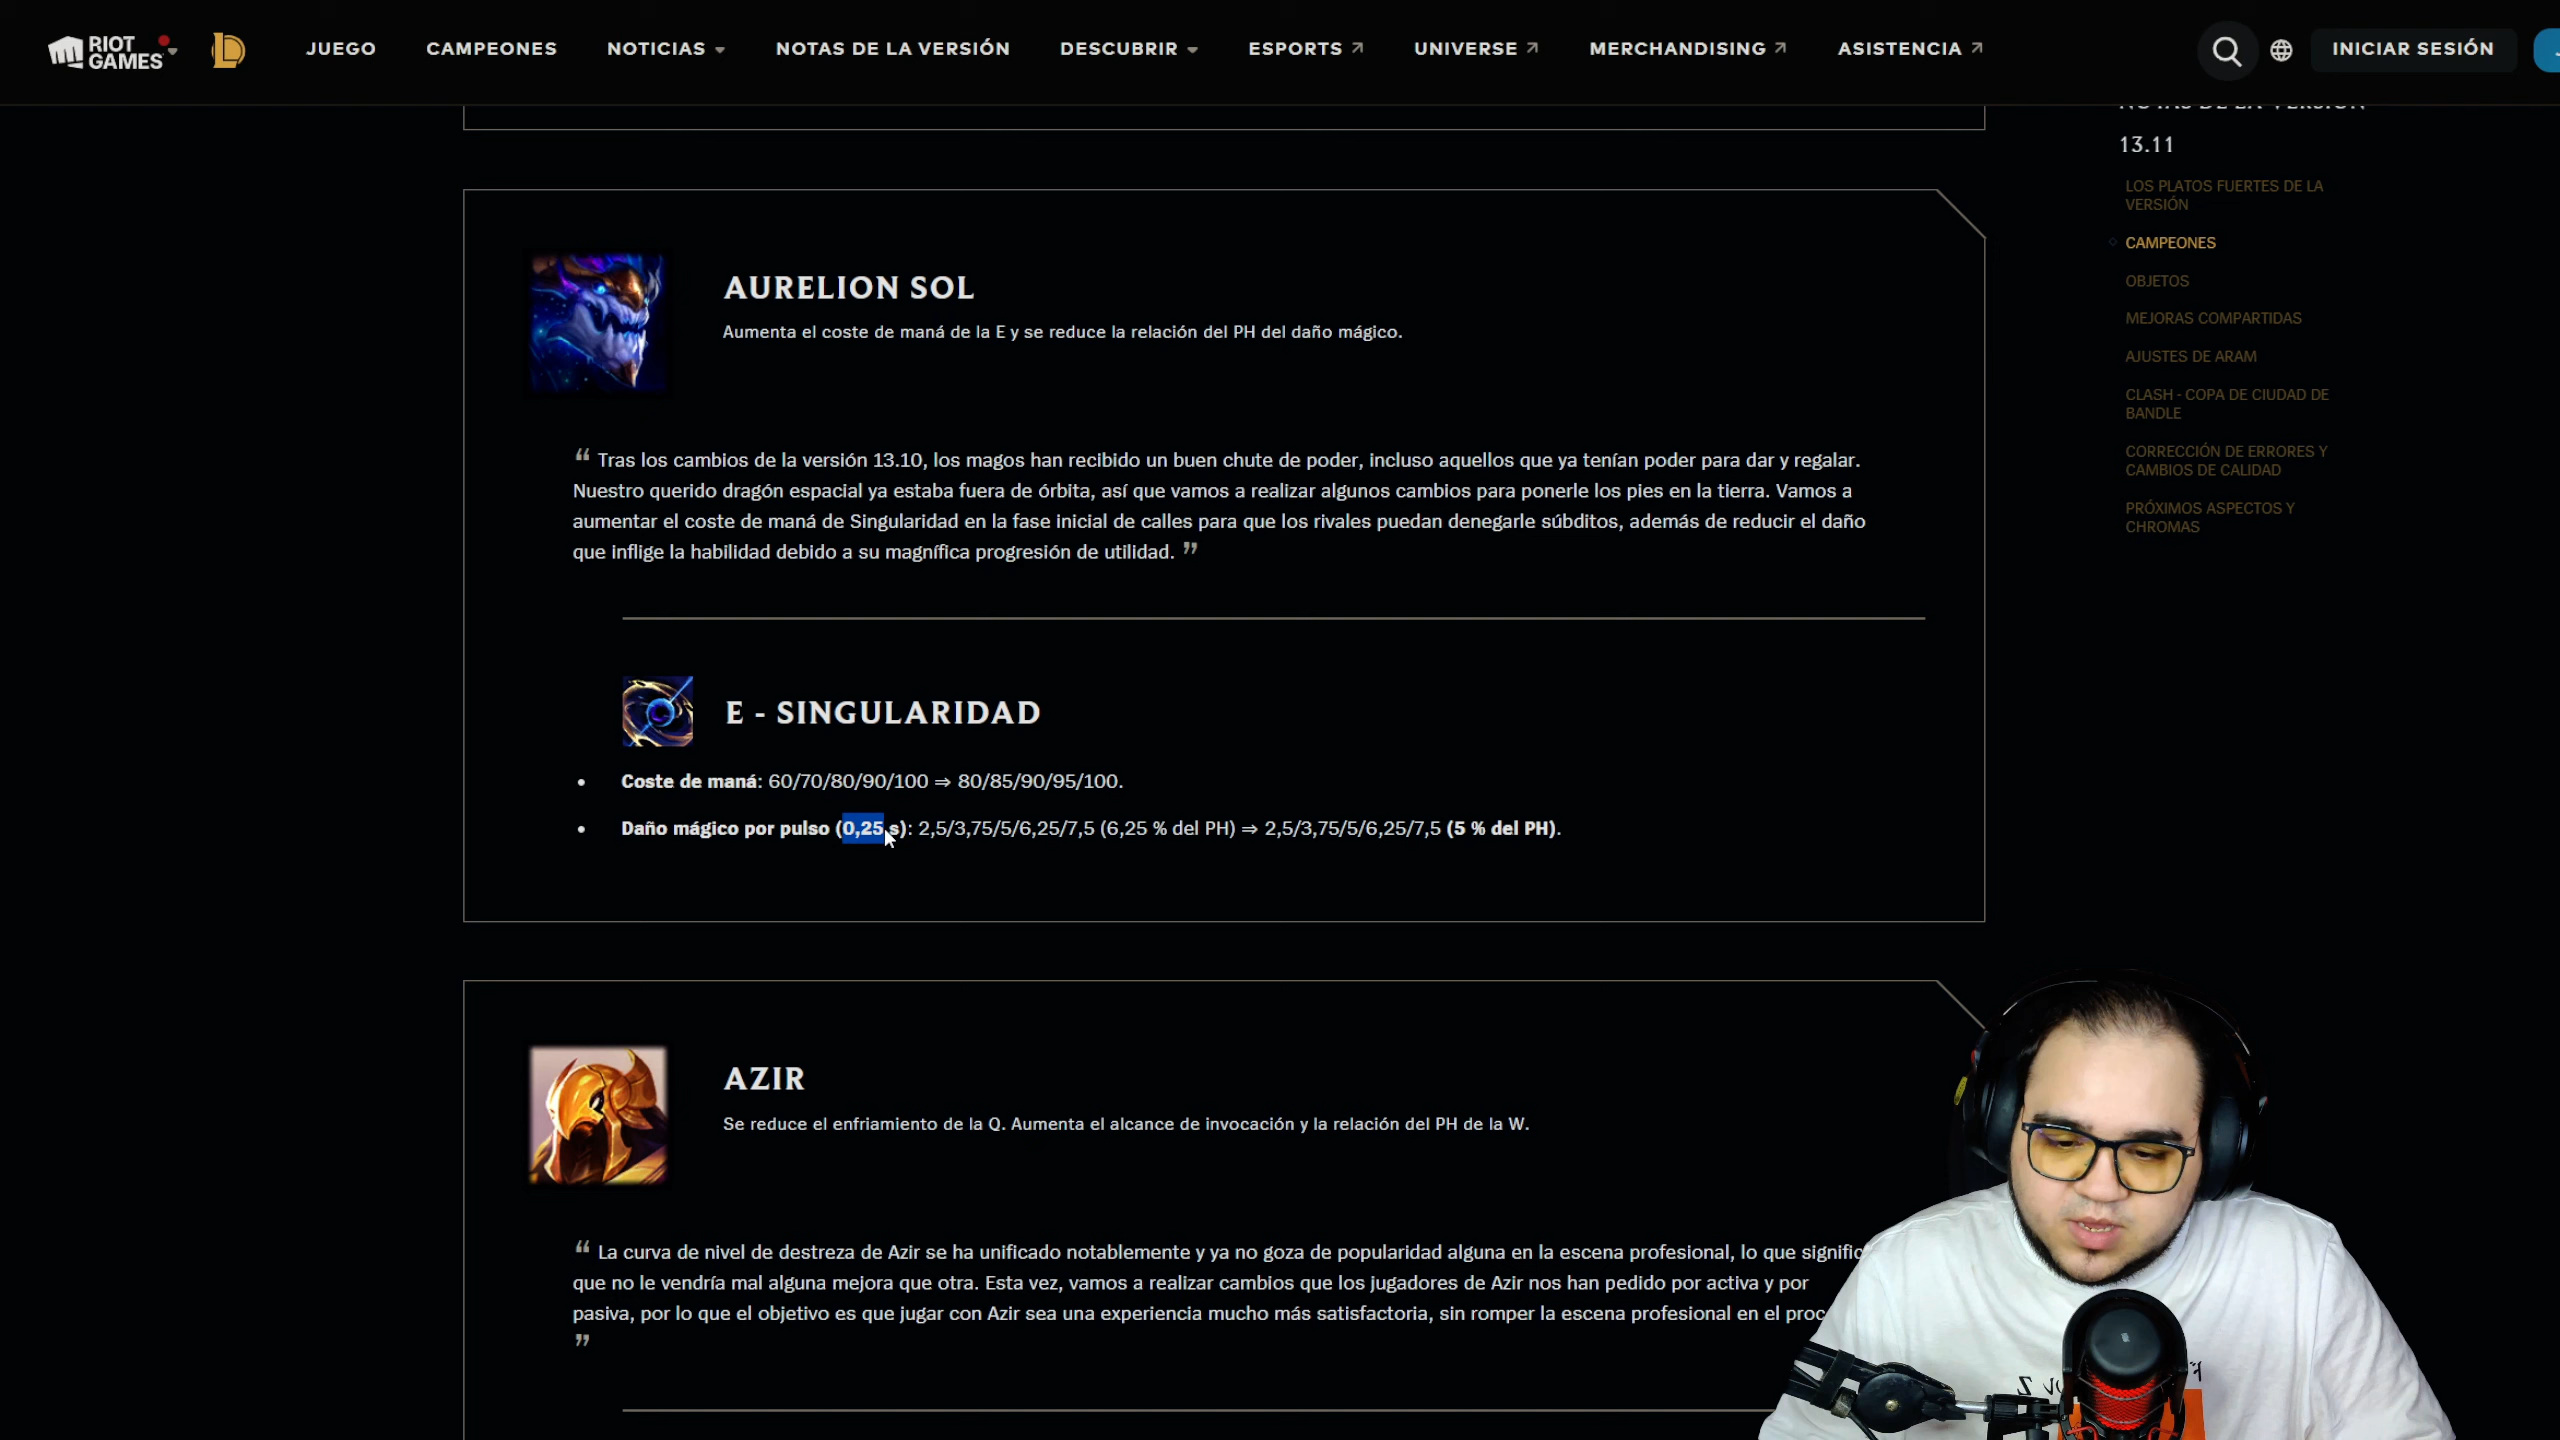 RIOT GAMES
JUEGO CAMPEONES NOTICIAS NOTAS DE LA VERSIÓN DESCUBRIR ESPORTS UNIVERSE MERCHANDISING ASISTENCIA INICIAR SESIÓN
NOTAS DE LA VERSIÓN
13.11
LOS PLATOS FUERTES DE LA
VERSIÓN
CAMPEONES
OBJETOS
MEJORAS COMPARTIDAS
AJUSTES DE ARAM
CLASH - COPA DE CIUDAD DE
BANDLE
CORRECCIÓN DE ERRORES Y
CAMBIOS DE CALIDAD
PRÓXIMOS ASPECTOS Y
CHROMAS
AURELION SOL
Aumenta el coste de maná de la E y se reduce la relación del PH del daño mágico.
“ Tras los cambios de la versión 13.10, los magos han recibido un buen chute de poder, incluso aquellos que ya tenían poder para dar y regalar.
Nuestro querido dragón espacial ya estaba fuera de órbita, así que vamos a realizar algunos cambios para ponerle los pies en la tierra. Vamos a
aumentar el coste de maná de Singularidad en la fase inicial de calles para que los rivales puedan denegarle súbditos, además de reducir el daño
que inflige la habilidad debido a su magnífica progresión de utilidad. ”
E - SINGULARIDAD
• Coste de maná: 60/70/80/90/100 ⇒ 80/85/90/95/100.
• Daño mágico por pulso (0,25 s): 2,5/3,75/5/6,25/7,5 (6,25 % del PH) ⇒ 2,5/3,75/5/6,25/7,5 (5 % del PH).
AZIR
Se reduce el enfriamiento de la Q. Aumenta el alcance de invocación y la relación del PH de la W.
“ La curva de nivel de destreza de Azir se ha unificado notablemente y ya no goza de popularidad alguna en la escena profesional, lo que signific
que no le vendría mal alguna mejora que otra. Esta vez, vamos a realizar cambios que los jugadores de Azir nos han pedido por activa y por
pasiva, por lo que el objetivo es que jugar con Azir sea una experiencia mucho más satisfactoria, sin romper la escena profesional en el proc
”